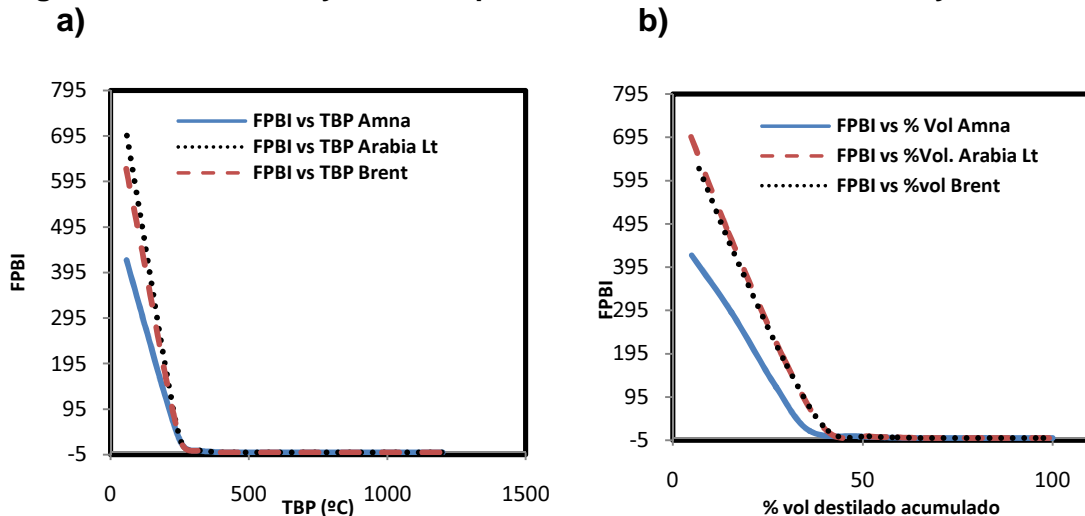 a)
b)
795
695
595
495
395
295
195
95
-5
FPBI
FPBI vs TBP Amna
FPBI vs TBP Arabia Lt
FPBI vs TBP Brent
0
500
1000
1500
TBP (ºC)
795
695
595
495
395
295
195
95
-5
FPBI
FPBI vs % Vol Amna
FPBI vs %Vol. Arabia Lt
FPBI vs %vol Brent
0
50
100
% vol destilado acumulado